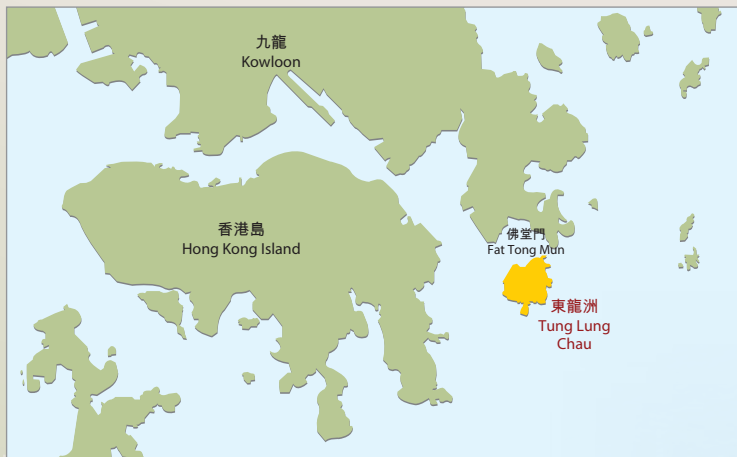 九龍
Kowloon
香港島
Hong Kong Island
佛堂門
Fat Tong Mun
東龍洲
Tung Lung
Chau